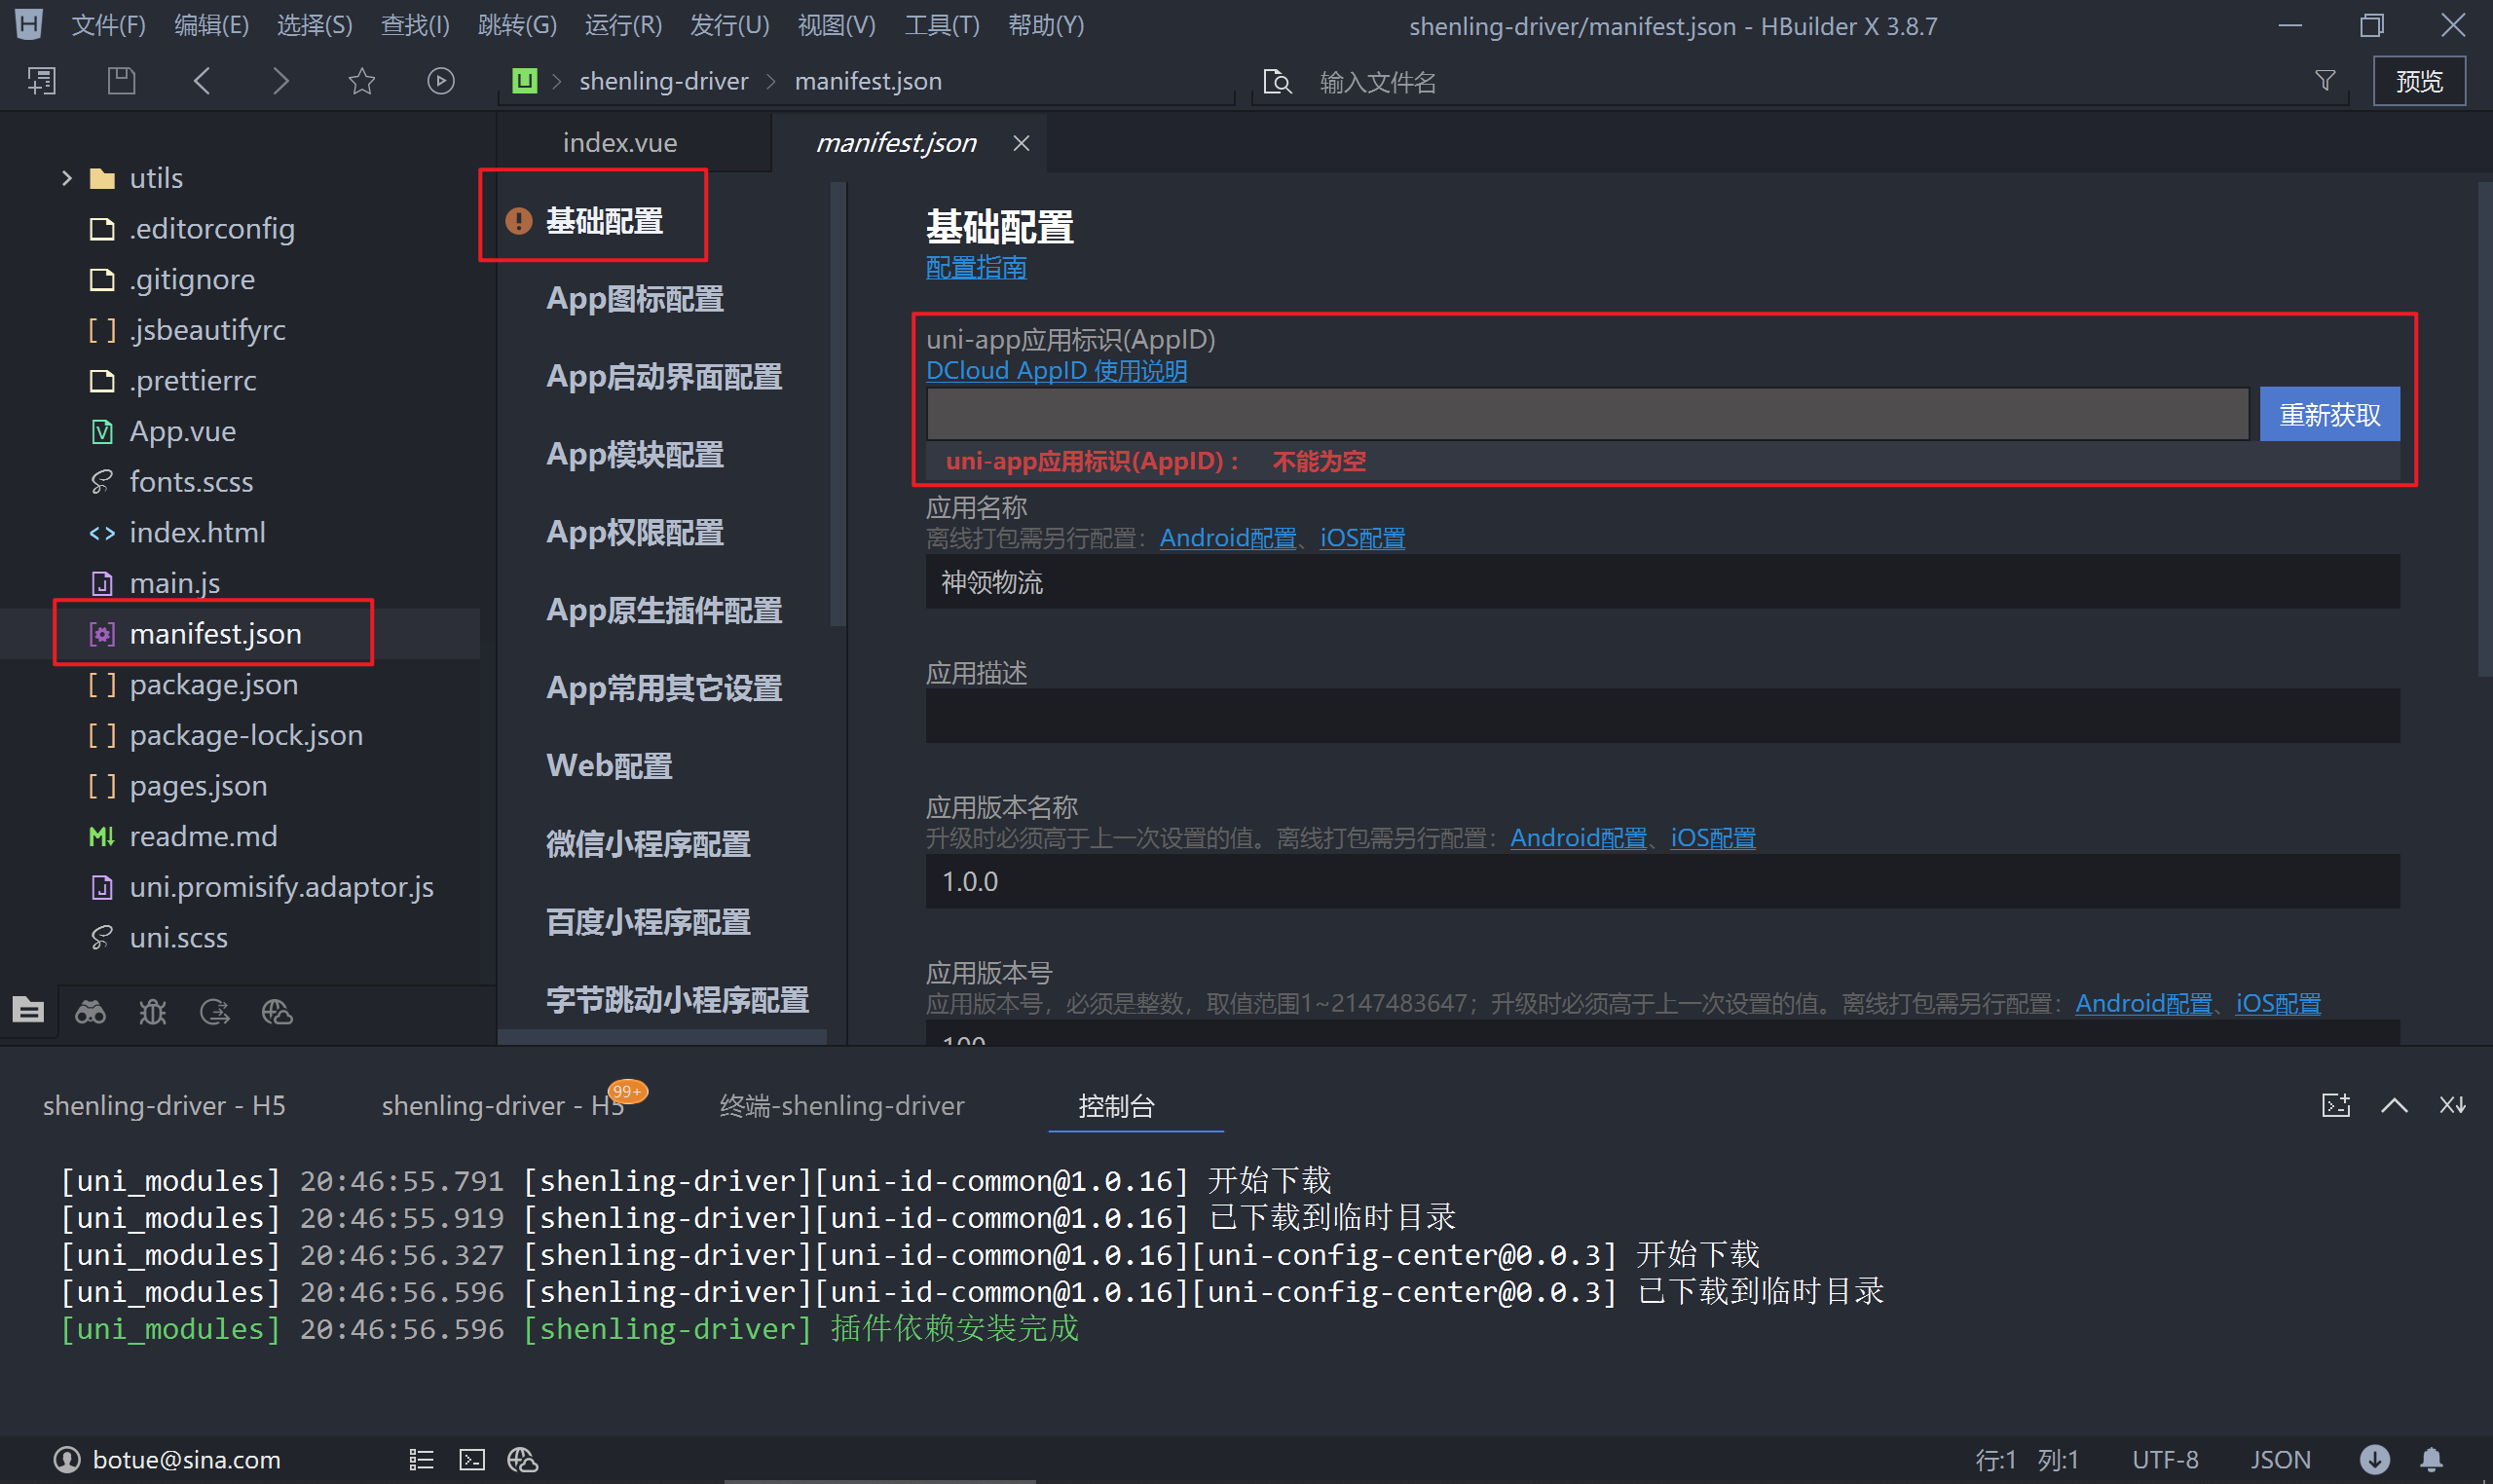 文件(F) 编辑(E) 选择(S) 查找(I) 跳转(G) 运行(R) 发行(U) 视图(V) 工具(T) 帮助(Y) shenling-driver/manifest.json - HBuilder X 3.8.7
shenling-driver manifest.json 输入文件名 预览
index.vue manifest.json
utils
.editorconfig
.gitignore
.jsbeautifyrc
.prettierrc
App.vue
fonts.scss
index.html
main.js
manifest.json
package.json
package-lock.json
pages.json
readme.md
uni.promisify.adaptor.js
uni.scss
基础配置
App图标配置
App启动界面配置
App模块配置
App权限配置
App原生插件配置
App常用其它设置
Web配置
微信小程序配置
百度小程序配置
字节跳动小程序配置
基础配置
配置指南
uni-app应用标识(AppID)
DCloud AppID 使用说明
重新获取
uni-app应用标识(AppID)： 不能为空
应用名称
离线打包需另行配置：Android配置、iOS配置
神领物流
应用描述
应用版本名称
升级时必须高于上一次设置的值。离线打包需另行配置：Android配置、iOS配置
1.0.0
应用版本号
应用版本号，必须是整数，取值范围1~2147483647；升级时必须高于上一次设置的值。离线打包需另行配置：Android配置、iOS配置
100
shenling-driver - H5 shenling-driver - H5 99+ 终端-shenling-driver 控制台
[uni_modules] 20:46:55.791 [shenling-driver][uni-id-common@1.0.16] 开始下载
[uni_modules] 20:46:55.919 [shenling-driver][uni-id-common@1.0.16] 已下载到临时目录
[uni_modules] 20:46:56.327 [shenling-driver][uni-id-common@1.0.16][uni-config-center@0.0.3] 开始下载
[uni_modules] 20:46:56.596 [shenling-driver][uni-id-common@1.0.16][uni-config-center@0.0.3] 已下载到临时目录
[uni_modules] 20:46:56.596 [shenling-driver] 插件依赖安装完成
botue@sina.com 行:1 列:1 UTF-8 JSON